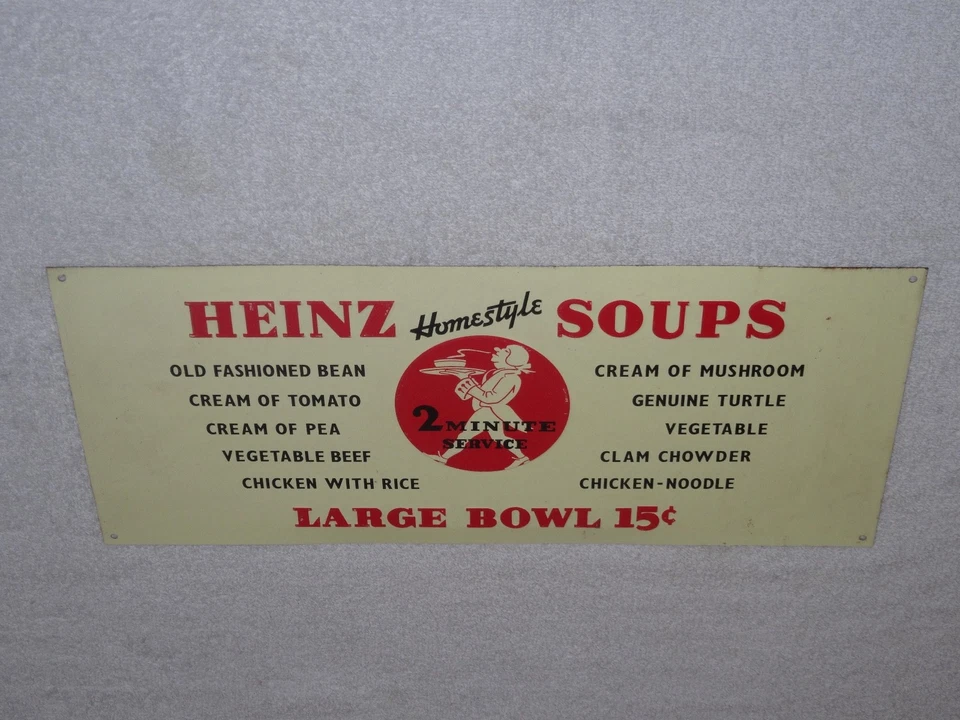 HEINZ Homestyle SOUPS
OLD FASHIONED BEAN
CREAM OF TOMATO
CREAM OF PEA
VEGETABLE BEEF
CHICKEN WITH RICE
2 MINUTE
SERVICE
CREAM OF MUSHROOM
GENUINE TURTLE
VEGETABLE
CLAM CHOWDER
CHICKEN-NOODLE
LARGE BOWL 15¢